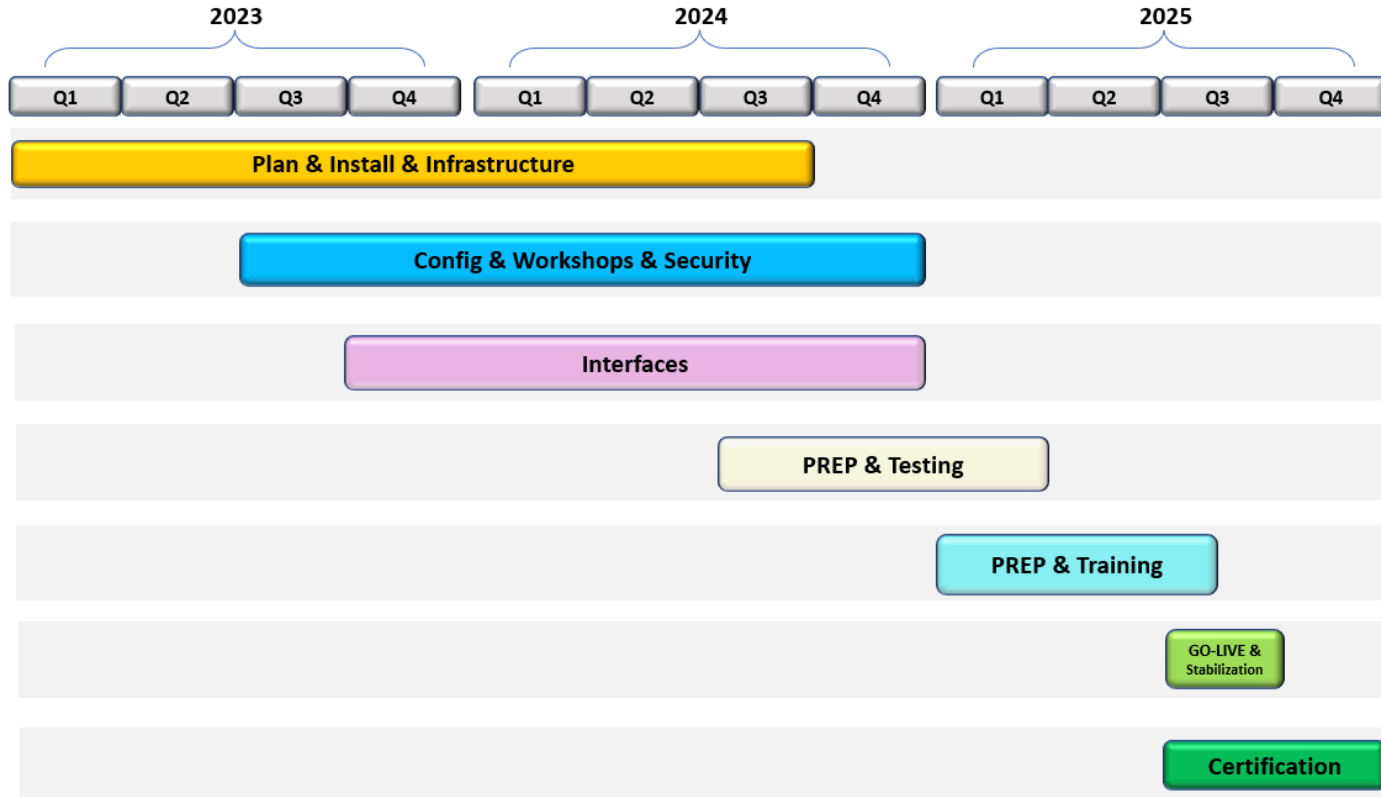 2023 2024 2025
Q1 Q2 Q3 Q4 Q1 Q2 Q3 Q4 Q1 Q2 Q3 Q4
Plan & Install & Infrastructure
Config & Workshops & Security
Interfaces
PREP & Testing
PREP & Training
GO-LIVE &
Stabilization
Certification